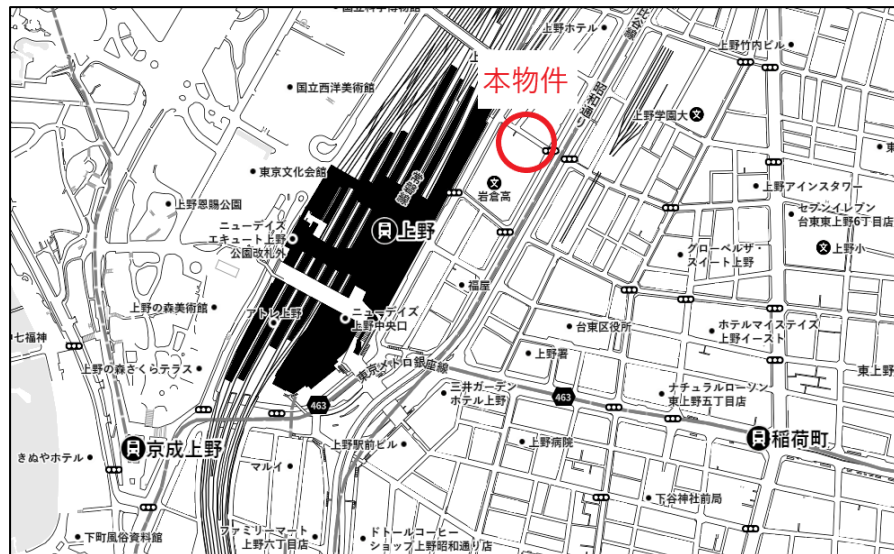 上野ホテル
上野竹内ビル
国立西洋美術館
本物件
昭和通り
上野学園大
文
東京文化会館
常磐線
文
岩倉高
上野アインスタワー
上野恩賜公園
セブンイレブン
台東東上野6丁目店
ニューデイズ
エキュート上野
公園改札外
上野
グローベルザ・
スイート上野
文
上野小
福屋
上野の森美術館
アトレ上野
ニューデイズ
上野中央口
台東区役所
ホテルマイステイズ
上野イースト
七福神
上野署
東京メトロ銀座線
上野の森さくらテラス
東上野
三井ガーデン
ホテル上野
463
463
ナチュラルローソン
東上野五丁目店
京成上野
上野駅前ビル
上野病院
稲荷町
きぬやホテル
マルイ
下谷神社前局
下町風俗資料館
ファミリーマート
上野六丁目店
ドトールコーヒー
ショップ上野昭和通り店